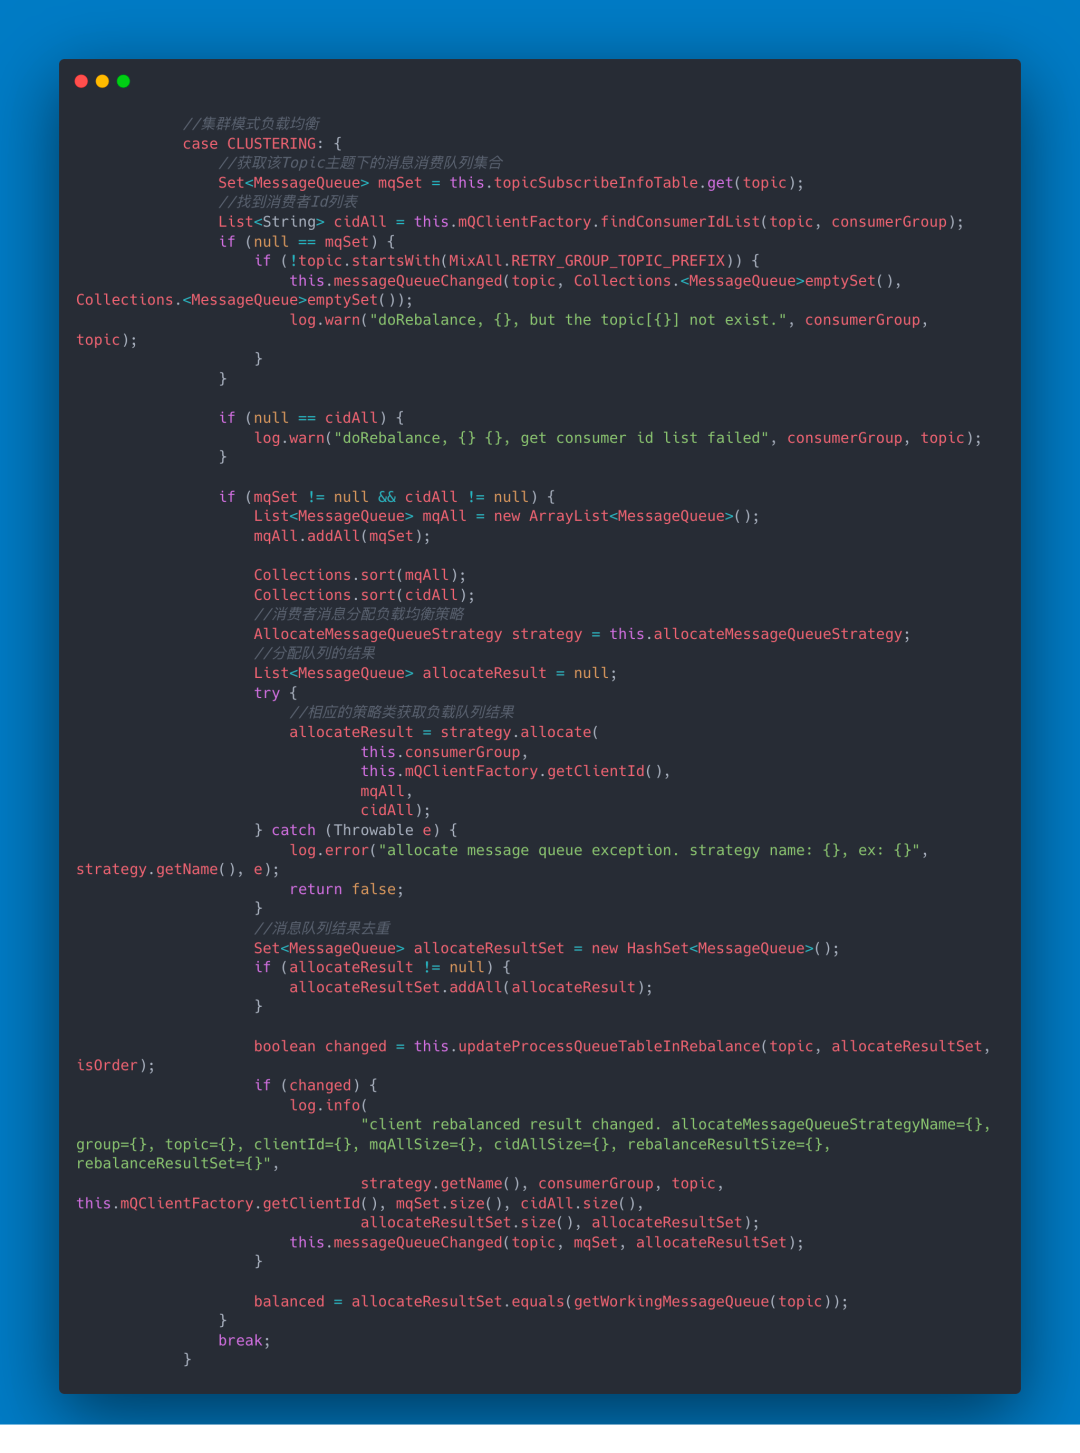 //集群模式负载均衡
case CLUSTERING: {
//获取该Topic主题下的消息消费队列集合
Set<MessageQueue> mqSet = this.topicSubscribeInfoTable.get(topic);
//找到消费者Id列表
List<String> cidAll = this.mQClientFactory.findConsumerIdList(topic, consumerGroup);
if (null == mqSet) {
if (!topic.startsWith(MixAll.RETRY_GROUP_TOPIC_PREFIX)) {
this.messageQueueChanged(topic, Collections.<MessageQueue>emptySet(),
Collections.<MessageQueue>emptySet());
log.warn("doRebalance, {}, but the topic[{}] not exist.", consumerGroup,
topic);
}
}
if (null == cidAll) {
log.warn("doRebalance, {} {}, get consumer id list failed", consumerGroup, topic);
}
if (mqSet != null && cidAll != null) {
List<MessageQueue> mqAll = new ArrayList<MessageQueue>();
mqAll.addAll(mqSet);
Collections.sort(mqAll);
Collections.sort(cidAll);
//消费者消息分配负载均衡策略
AllocateMessageQueueStrategy strategy = this.allocateMessageQueueStrategy;
//分配队列的结果
List<MessageQueue> allocateResult = null;
try {
//相应的策略类获取负载队列结果
allocateResult = strategy.allocate(
this.consumerGroup,
this.mQClientFactory.getClientId(),
mqAll,
cidAll);
} catch (Throwable e) {
log.error("allocate message queue exception. strategy name: {}, ex: {}",
strategy.getName(), e);
return false;
}
//消息队列结果去重
Set<MessageQueue> allocateResultSet = new HashSet<MessageQueue>();
if (allocateResult != null) {
allocateResultSet.addAll(allocateResult);
}
boolean changed = this.updateProcessQueueTableInRebalance(topic, allocateResultSet,
isOrder);
if (changed) {
log.info(
"client rebalanced result changed. allocateMessageQueueStrategyName={},
group={}, topic={}, clientId={}, mqAllSize={}, cidAllSize={}, rebalanceResultSize={},
rebalanceResultSet={}",
strategy.getName(), consumerGroup, topic,
this.mQClientFactory.getClientId(), mqSet.size(), cidAll.size(),
allocateResultSet.size(), allocateResultSet);
this.messageQueueChanged(topic, mqSet, allocateResultSet);
}
balanced = allocateResultSet.equals(getWorkingMessageQueue(topic));
}
break;
}